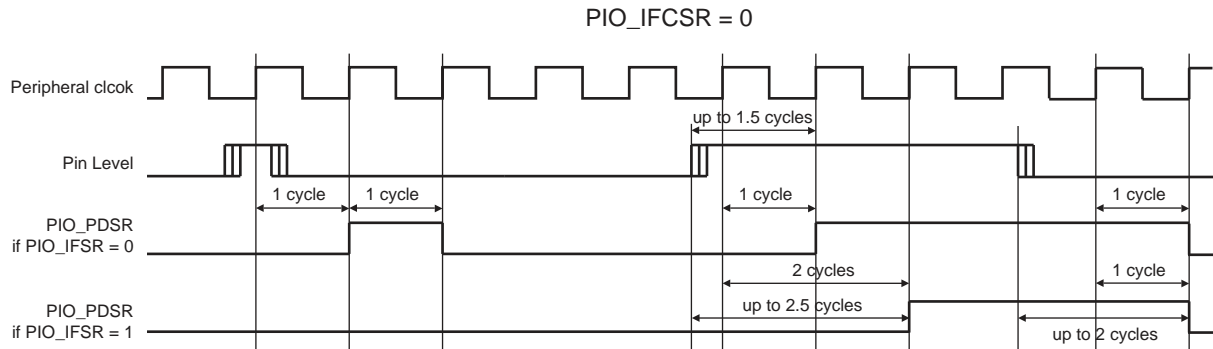 PIO_IFCSR = 0
Peripheral clcok
up to 1.5 cycles
Pin Level
1 cycle
1 cycle
1 cycle
1 cycle
PIO_PDSR
if PIO_IFSR = 0
2 cycles
1 cycle
PIO_PDSR
if PIO_IFSR = 1
up to 2.5 cycles
up to 2 cycles